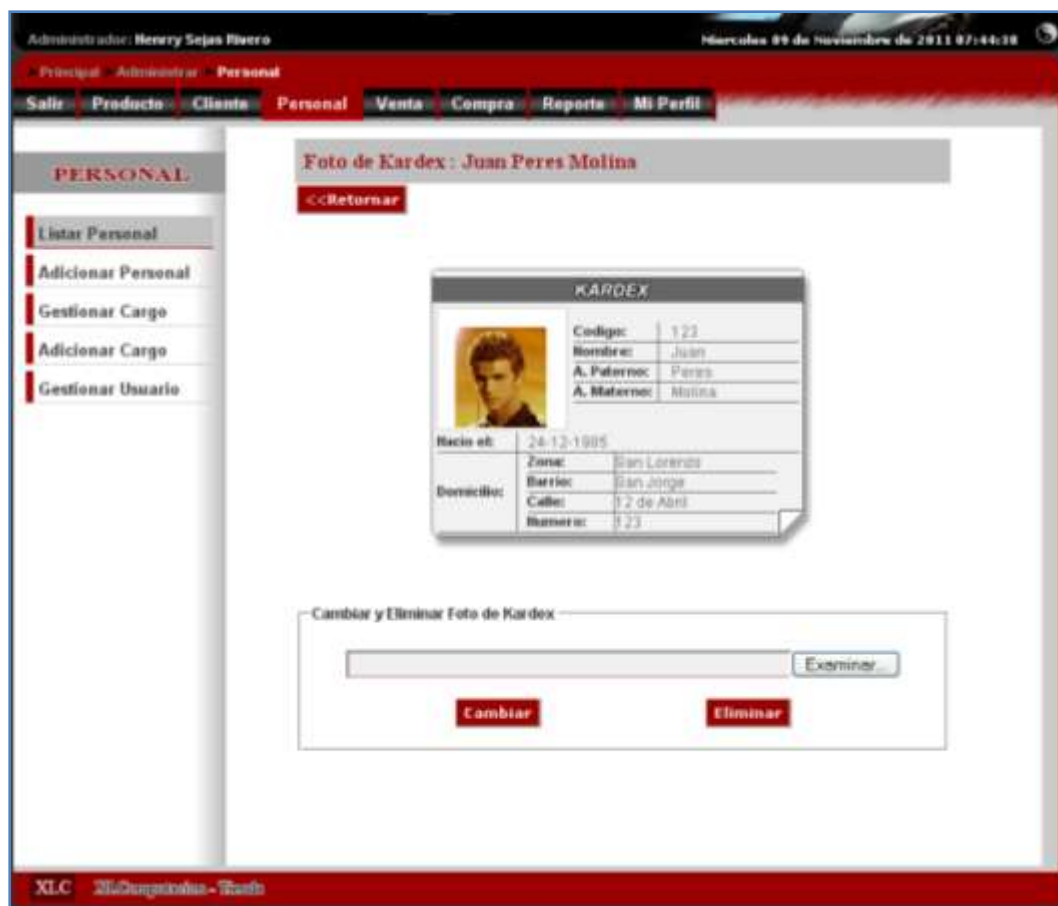 Administrador: Henrry Sejas Rivero
Miercoles 09 de Noviembre de 2011 07:44:38
Principal Administrar Personal
Salir Producto Cliente Personal Venta Compra Reporte Mi Perfil
PERSONAL
Listar Personal
Adicionar Personal
Gestionar Cargo
Adicionar Cargo
Gestionar Usuario
Foto de Kardex : Juan Peres Molina
<<Retornar
KARDEX
Codigo: 123
Nombre: Juan
A. Paterno: Peres
A. Materno: Molina
Nacio el: 24-12-1985
Domicilio:
Zona: San Lorenzo
Barrio: San Jorge
Calle: 12 de Abril
Numero: 123
Cambiar y Eliminar Foto de Kardex
Examinar...
Cambiar Eliminar
XLC - Tienda